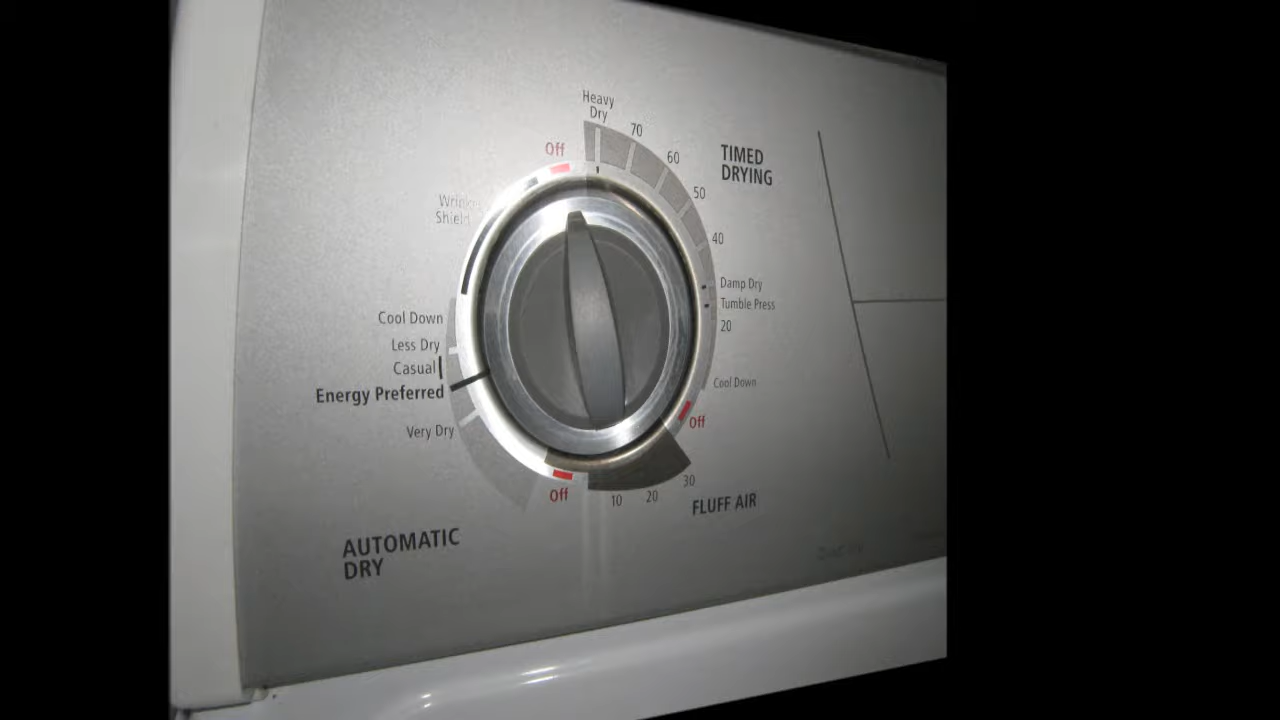 Heavy
Dry
70
60
50
40
Damp Dry
Tumble Press
20
Cool Down
Off
TIMED
DRYING
Off
Wrinkle
Shield
Cool Down
Less Dry
Casual
Energy Preferred
Very Dry
Off
10
20
30
FLUFF AIR
AUTOMATIC
DRY